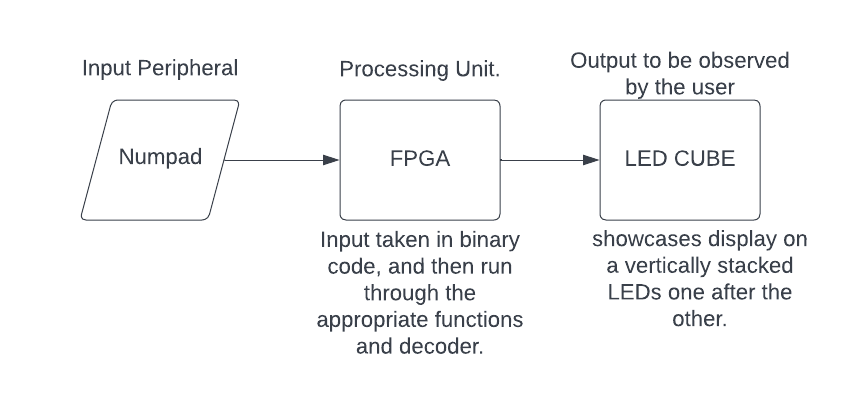 Input Peripheral
Numpad
Processing Unit.
FPGA
Input taken in binary
code, and then run
through the
appropriate functions
and decoder.
Output to be observed
by the user
LED CUBE
showcases display on
a vertically stacked
LEDs one after the
other.